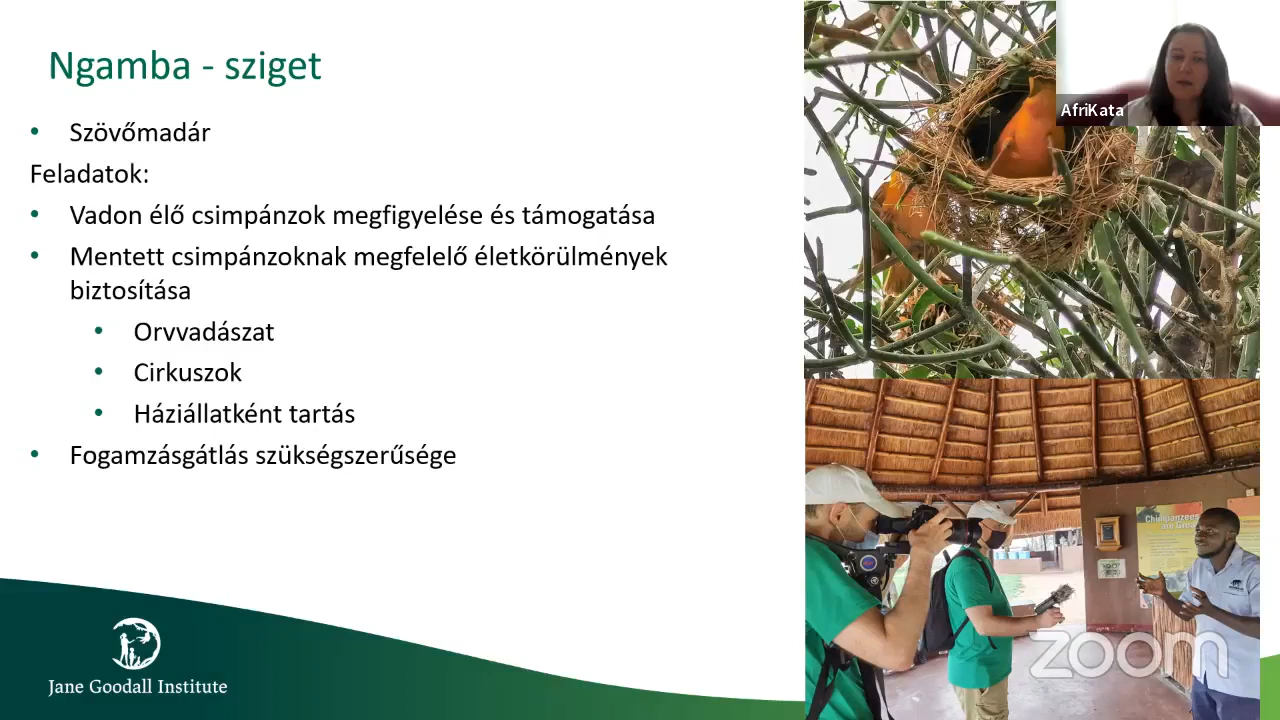 Ngamba - sziget
• Szövőmadár
Feladatok:
• Vadon élő csimpánzok megfigyelése és támogatása
• Mentett csimpánzoknak megfelelő életkörülmények
biztosítása
• Orvvadászat
• Cirkuszok
• Háziállatként tartás
• Fogamzásgátlás szükségszerűsége
Jane Goodall Institute
AfriKata
Chimpanzees
zoom